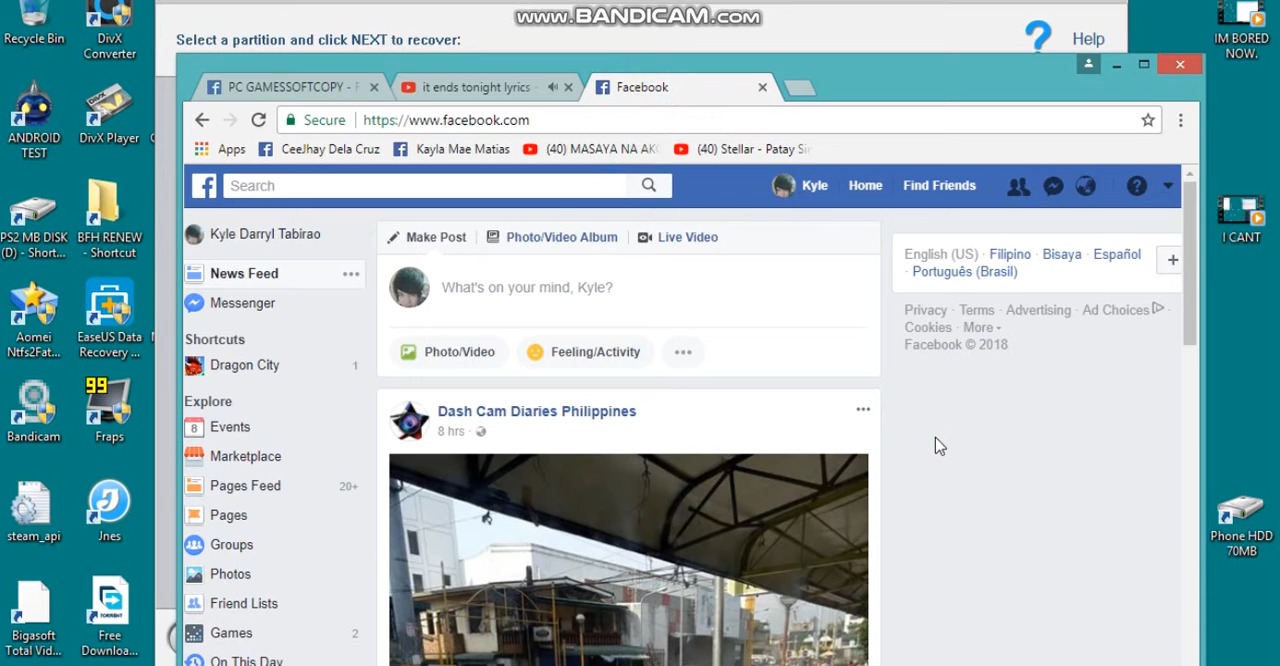 www.BANDICAM.com
Select a partition and click NEXT to recover:
Help
Recycle Bin
DivX
Converter
ANDROID
TEST
DivX Player
PS2 MB DISK
(D) - Short...
BFH RENEW
- Shortcut
Aomei
Ntfs2Fat...
EaseUS Data
Recovery ...
Bandicam
99
Fraps
steam_api
Jnes
Bigasoft
Total Vid...
TORRENT
Free
Downloa...
IM BORED
NOW.
I CANT
Phone HDD
70MB
PC GAMESSOFTCOPY - F
it ends tonight lyrics
Facebook
Secure
https://www.facebook.com
Apps
CeeJhay Dela Cruz
Kayla Mae Matias
(40) MASAYA NA AKO
(40) Stellar - Patay Sin
Search
Kyle
Home
Find Friends
Kyle Darryl Tabirao
News Feed
Messenger
Shortcuts
Dragon City 1
Explore
8 Events
Marketplace
Pages Feed 20+
Pages
Groups
Photos
Friend Lists
Games 2
On This Day
Make Post
Photo/Video Album
Live Video
What's on your mind, Kyle?
Photo/Video
Feeling/Activity
Dash Cam Diaries Philippines
8 hrs ·
English (US) · Filipino · Bisaya · Español
· Português (Brasil)
Privacy · Terms · Advertising · Ad Choices ·
Cookies · More
Facebook © 2018